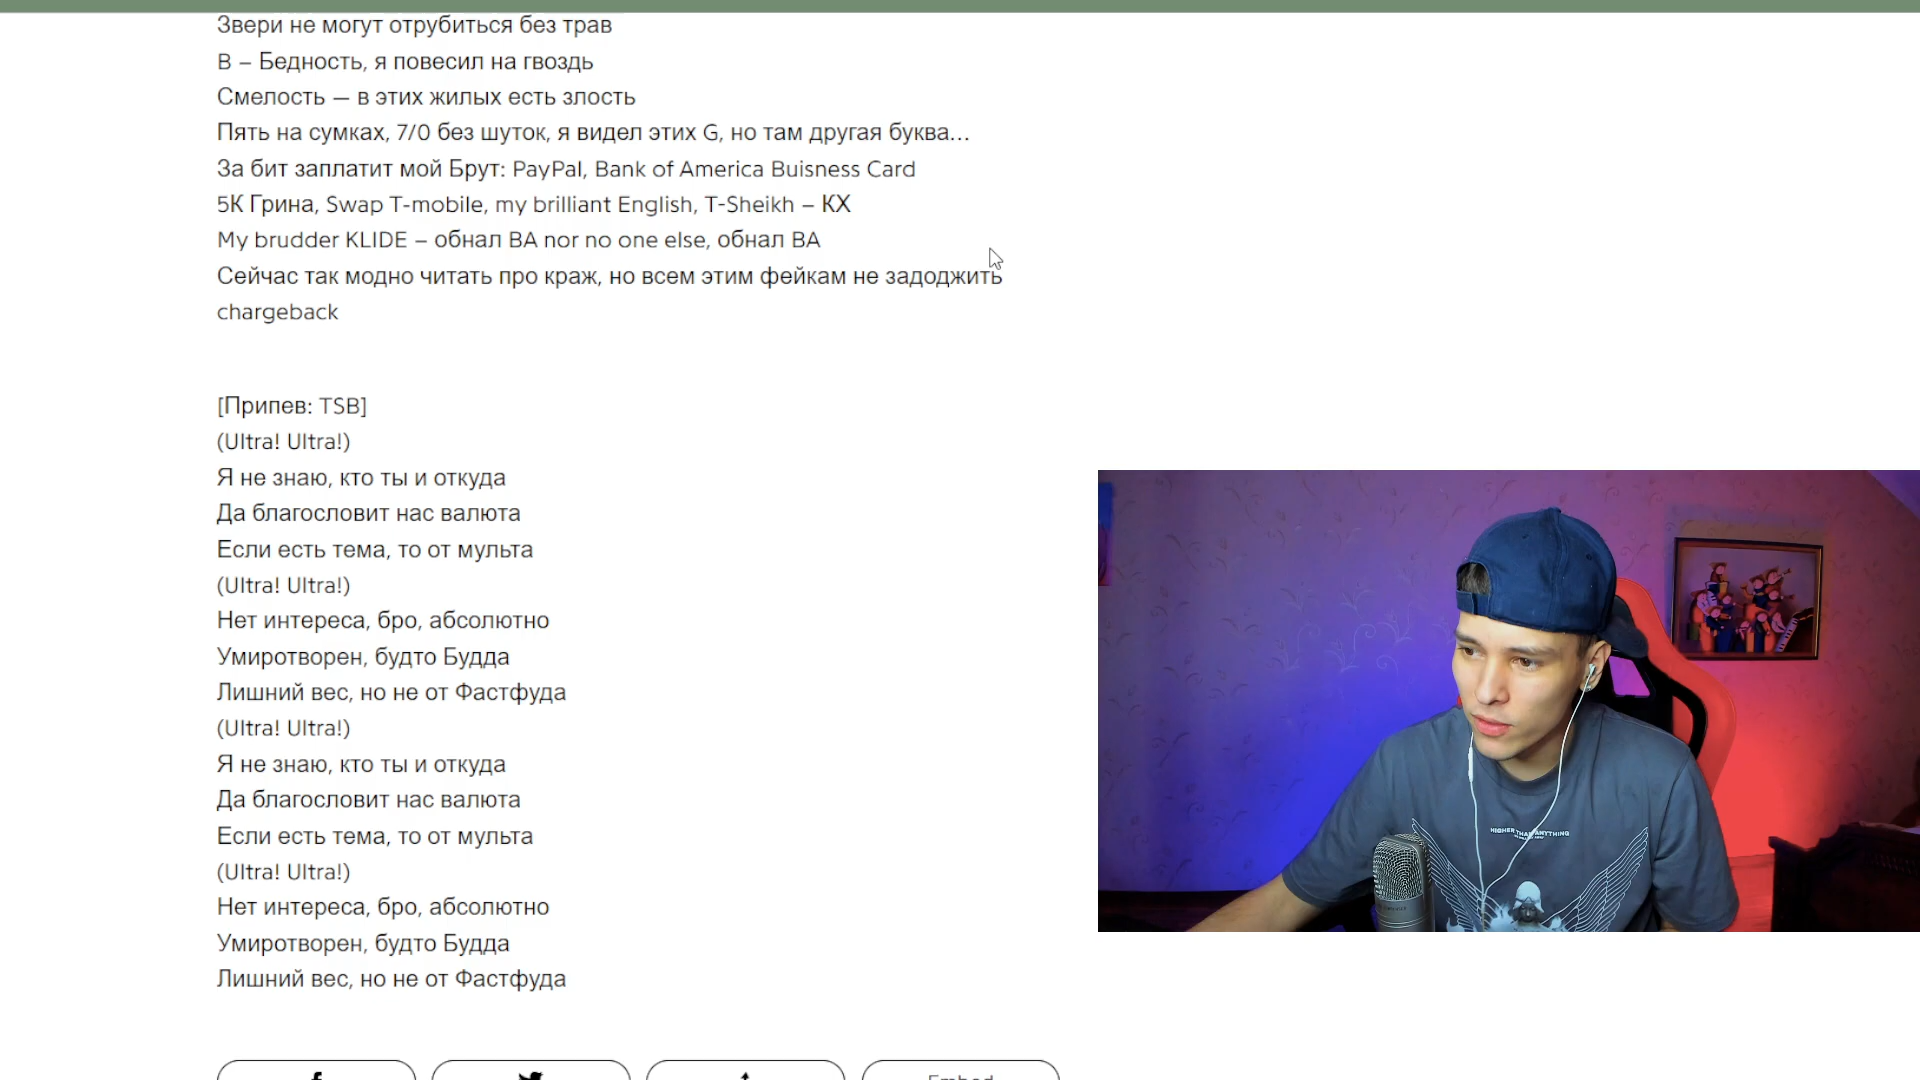 Звери не могут отрубиться без трав
В – Бедность, я повесил на гвоздь
Смелость — в этих жилых есть злость
Пять на сумках, 7/0 без шуток, я видел этих G, но там другая буква...
За бит заплатит мой Брут: PayPal, Bank of America Buisness Card
5К Грина, Swap T-mobile, my brilliant English, T-Sheikh – КХ
My brudder KLIDE – обнал BA nor no one else, обнал BA
Сейчас так модно читать про краж, но всем этим фейкам не задоджить
chargeback
[Припев: TSB]
(Ultra! Ultra!)
Я не знаю, кто ты и откуда
Да благословит нас валюта
Если есть тема, то от мульта
(Ultra! Ultra!)
Нет интереса, бро, абсолютно
Умиротворен, будто Будда
Лишний вес, но не от Фастфуда
(Ultra! Ultra!)
Я не знаю, кто ты и откуда
Да благословит нас валюта
Если есть тема, то от мульта
(Ultra! Ultra!)
Нет интереса, бро, абсолютно
Умиротворен, будто Будда
Лишний вес, но не от Фастфуда
Embed
HIGHER THAN ANYTHING